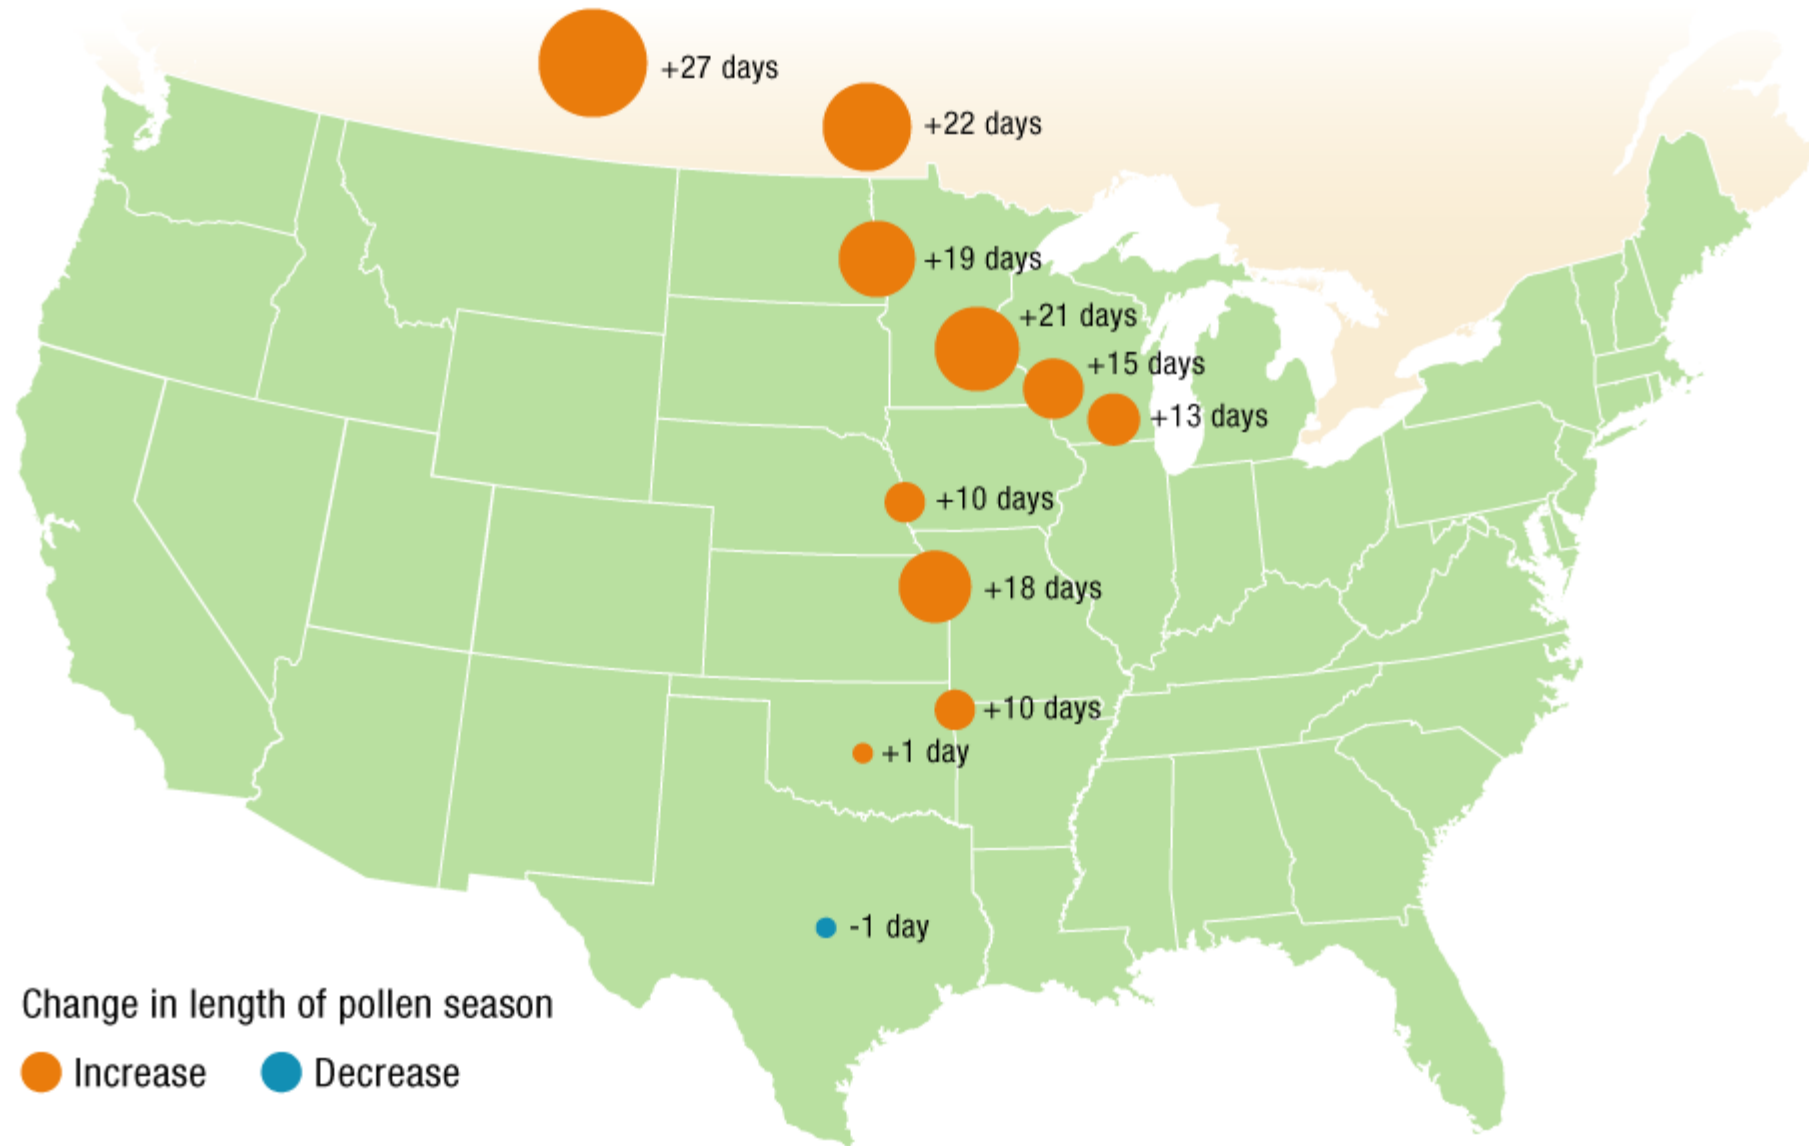 +27 days
+22 days
+19 days
+21 days
+15 days
+13 days
+10 days
+18 days
+10 days
+1 day
-1 day
Change in length of pollen season
Increase
Decrease